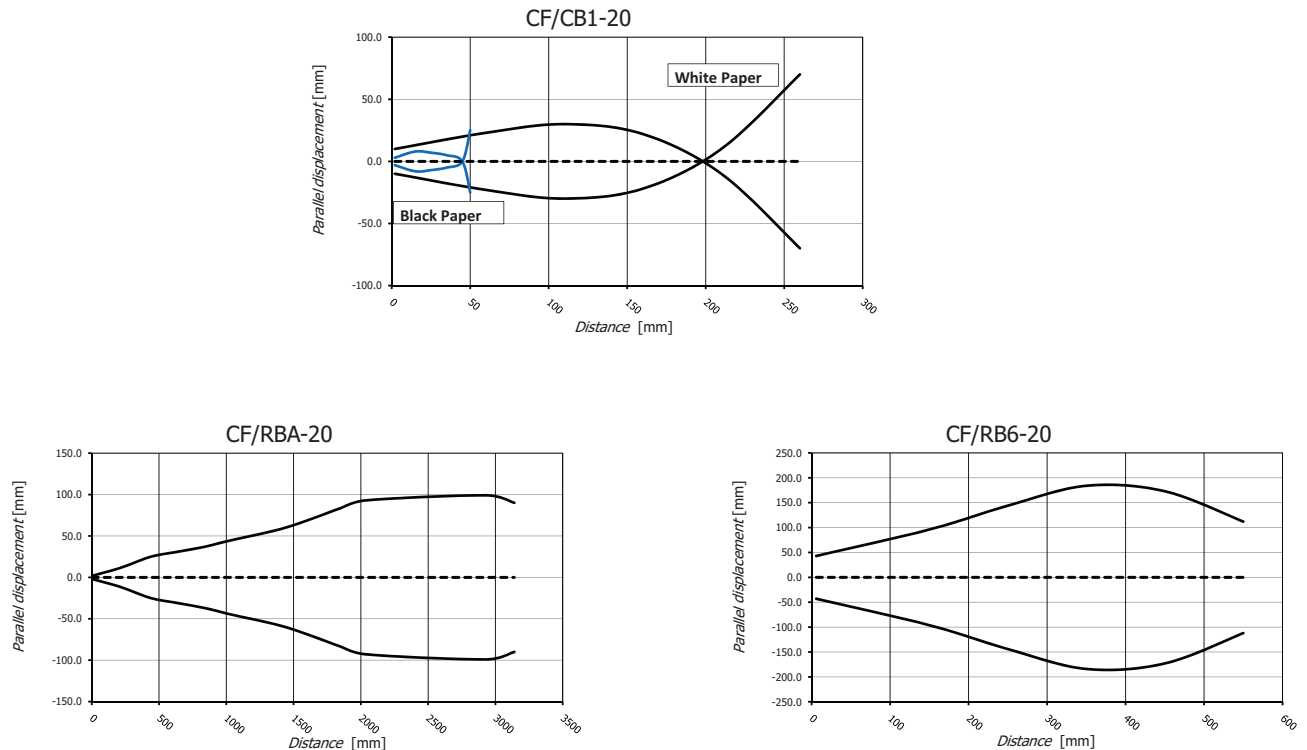 CF/CB1-20
100.0
50.0
0.0
-50.0
-100.0
Parallel displacement [mm]
White Paper
Black Paper
0 50 100 150 200 250 300
Distance [mm]
CF/RBA-20
150.0
100.0
50.0
0.0
-50.0
-100.0
-150.0
Parallel displacement [mm]
0 500 1000 1500 2000 2500 3000 3500
Distance [mm]
CF/RB6-20
250.0
200.0
150.0
100.0
50.0
0.0
-50.0
-100.0
-150.0
-200.0
-250.0
Parallel displacement [mm]
0 100 200 300 400 500 600
Distance [mm]